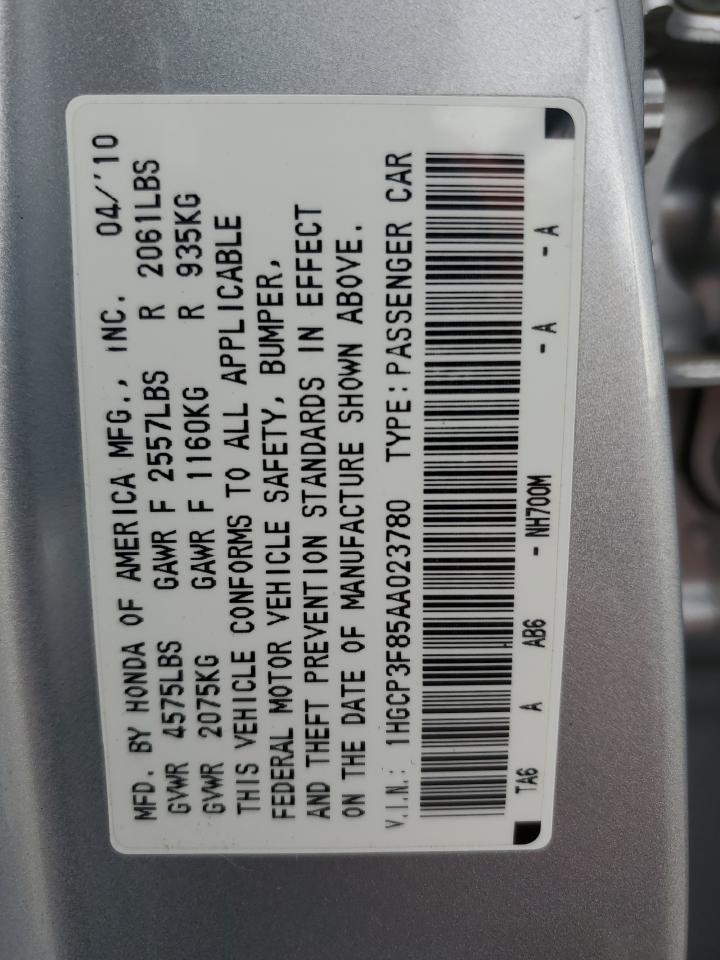 MFD. BY HONDA OF AMERICA MFG., INC. 04/'10
GVWR 4575LBS GAWR F 2557LBS R 2061LBS
GVWR 2075KG GAWR F 1160KG R 935KG
THIS VEHICLE CONFORMS TO ALL APPLICABLE
FEDERAL MOTOR VEHICLE SAFETY, BUMPER,
AND THEFT PREVENTION STANDARDS IN EFFECT
ON THE DATE OF MANUFACTURE SHOWN ABOVE.
V.I.N.: 1HGCP3F85AA023780 TYPE: PASSENGER CAR
TA6 A AB6 - NH700M - A - A